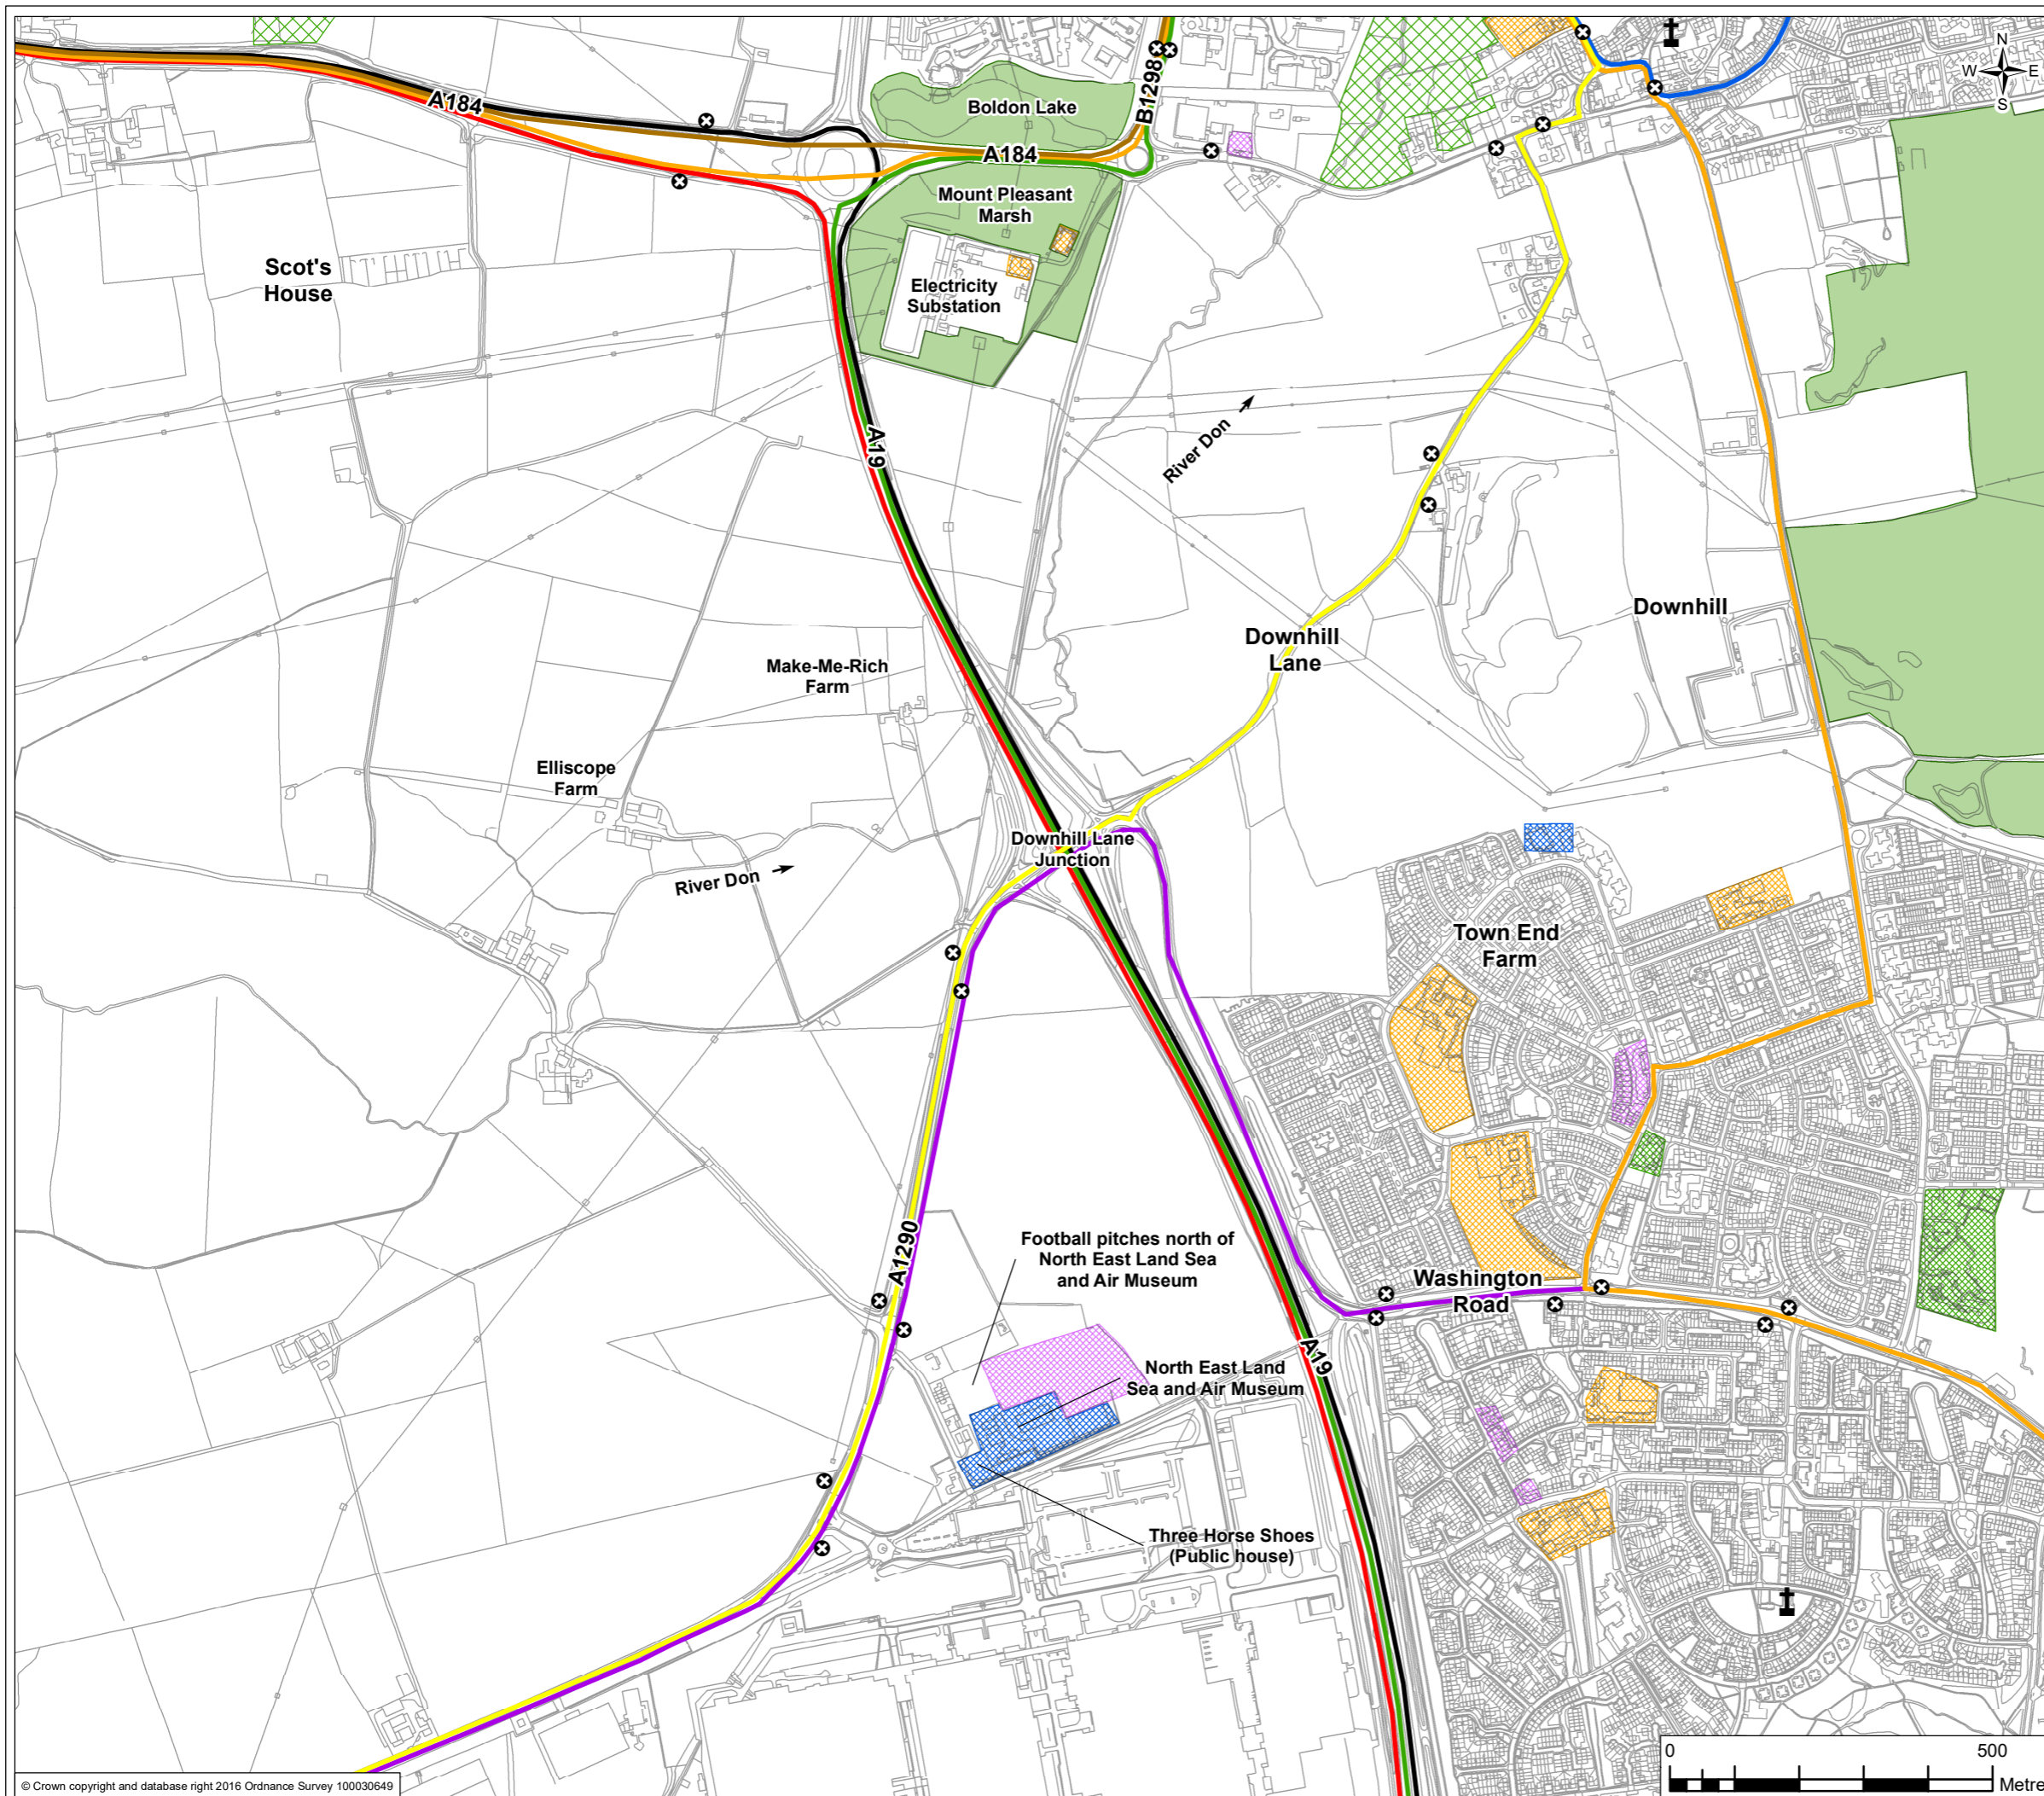 N
W E
S
A184
B1298
Boldon Lake
A184
Mount Pleasant
Marsh
Scot's
House
Electricity
Substation
A19
River Don
Downhill
Downhill
Lane
Make-Me-Rich
Farm
Elliscope
Farm
Downhill Lane
Junction
River Don
Town End
Farm
A1290
Football pitches north of
North East Land Sea
and Air Museum
Washington
Road
A19
North East Land
Sea and Air Museum
Three Horse Shoes
(Public house)
0 500
Metre
© Crown copyright and database right 2016 Ordnance Survey 100030649